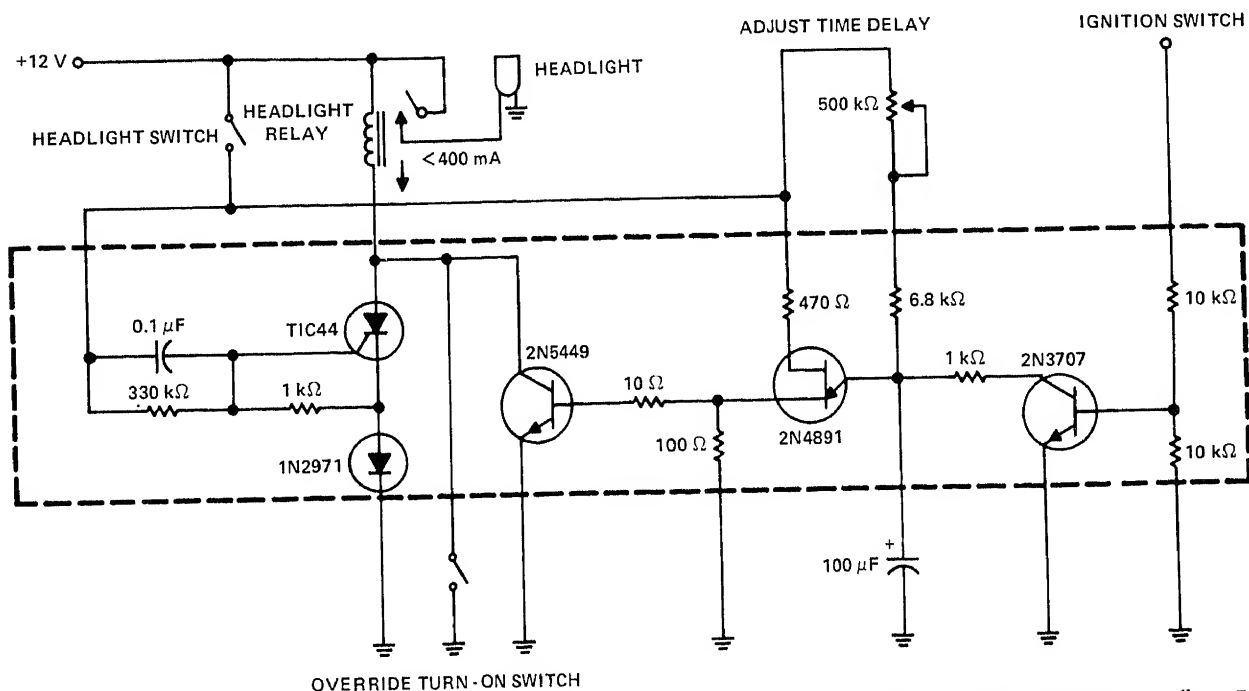 ADJUST TIME DELAY
IGNITION SWITCH
+12 V
HEADLIGHT
HEADLIGHT SWITCH
HEADLIGHT
RELAY
<400 mA
500 kΩ
0.1 μF
TIC44
330 kΩ
1 kΩ
1N2971
2N5449
10 Ω
100 Ω
470 Ω
2N4891
6.8 kΩ
1 kΩ
2N3707
10 kΩ
10 kΩ
+
100 μF
OVERRIDE TURN-ON SWITCH